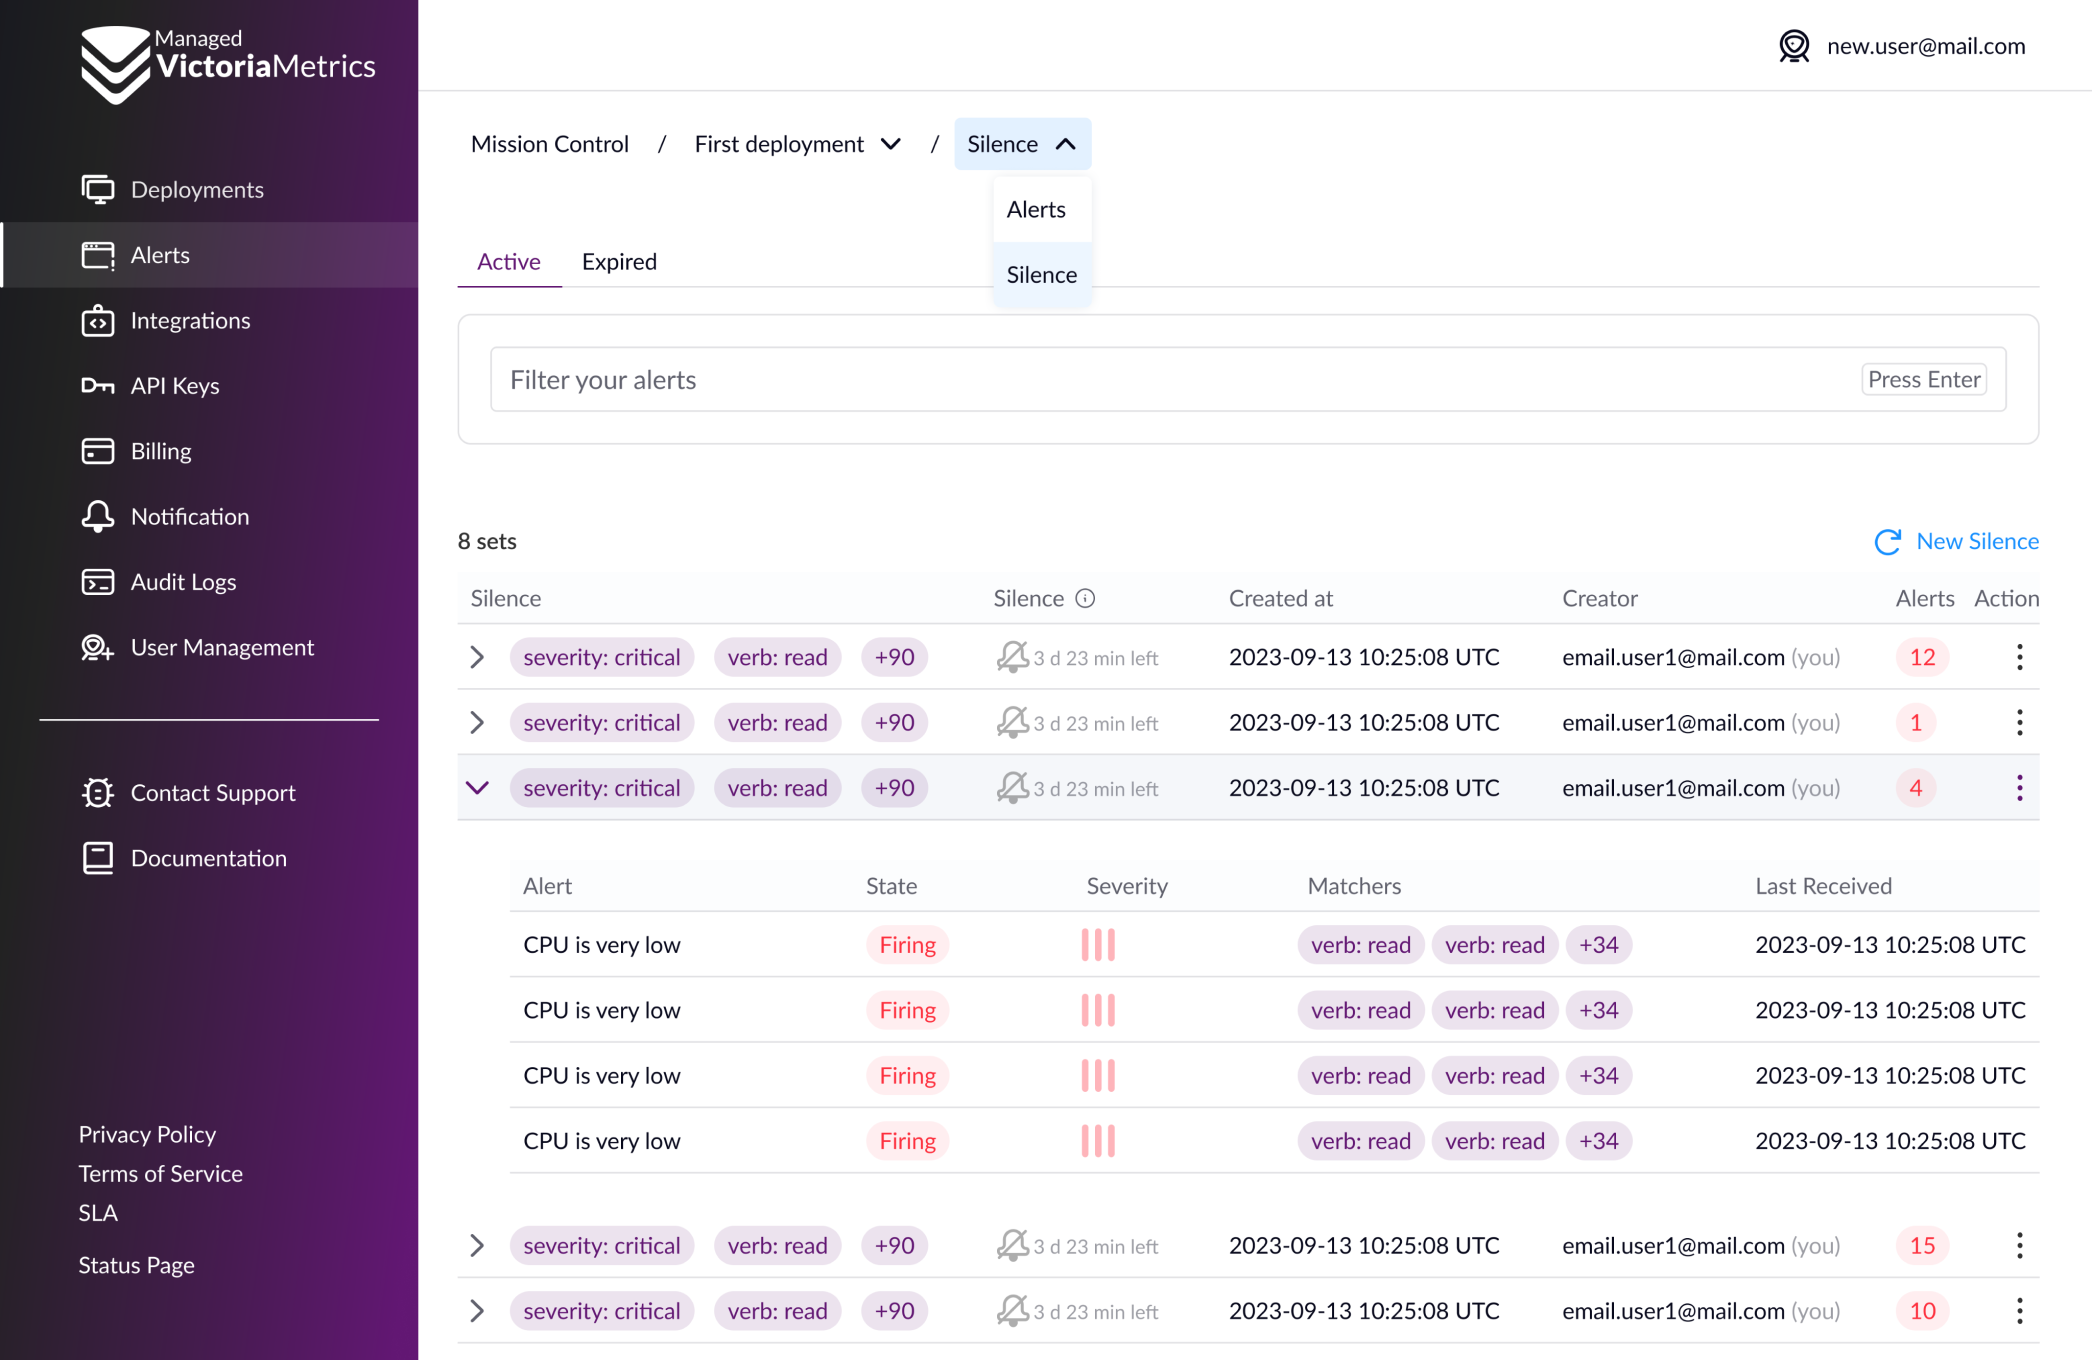 Managed
VictoriaMetrics
new.user@mail.com
Mission Control / First deployment / Silence
Alerts
Silence
Deployments
Alerts
Integrations
API Keys
Billing
Notification
Audit Logs
User Management
Contact Support
Documentation
Privacy Policy
Terms of Service
SLA
Status Page
Active Expired
Filter your alerts Press Enter
8 sets New Silence
Silence Silence Created at Creator Alerts Action
severity: critical verb: read +90 3 d 23 min left 2023-09-13 10:25:08 UTC email.user1@mail.com (you) 12
severity: critical verb: read +90 3 d 23 min left 2023-09-13 10:25:08 UTC email.user1@mail.com (you) 1
severity: critical verb: read +90 3 d 23 min left 2023-09-13 10:25:08 UTC email.user1@mail.com (you) 4
Alert State Severity Matchers Last Received
CPU is very low Firing verb: read verb: read +34 2023-09-13 10:25:08 UTC
CPU is very low Firing verb: read verb: read +34 2023-09-13 10:25:08 UTC
CPU is very low Firing verb: read verb: read +34 2023-09-13 10:25:08 UTC
CPU is very low Firing verb: read verb: read +34 2023-09-13 10:25:08 UTC
severity: critical verb: read +90 3 d 23 min left 2023-09-13 10:25:08 UTC email.user1@mail.com (you) 15
severity: critical verb: read +90 3 d 23 min left 2023-09-13 10:25:08 UTC email.user1@mail.com (you) 10